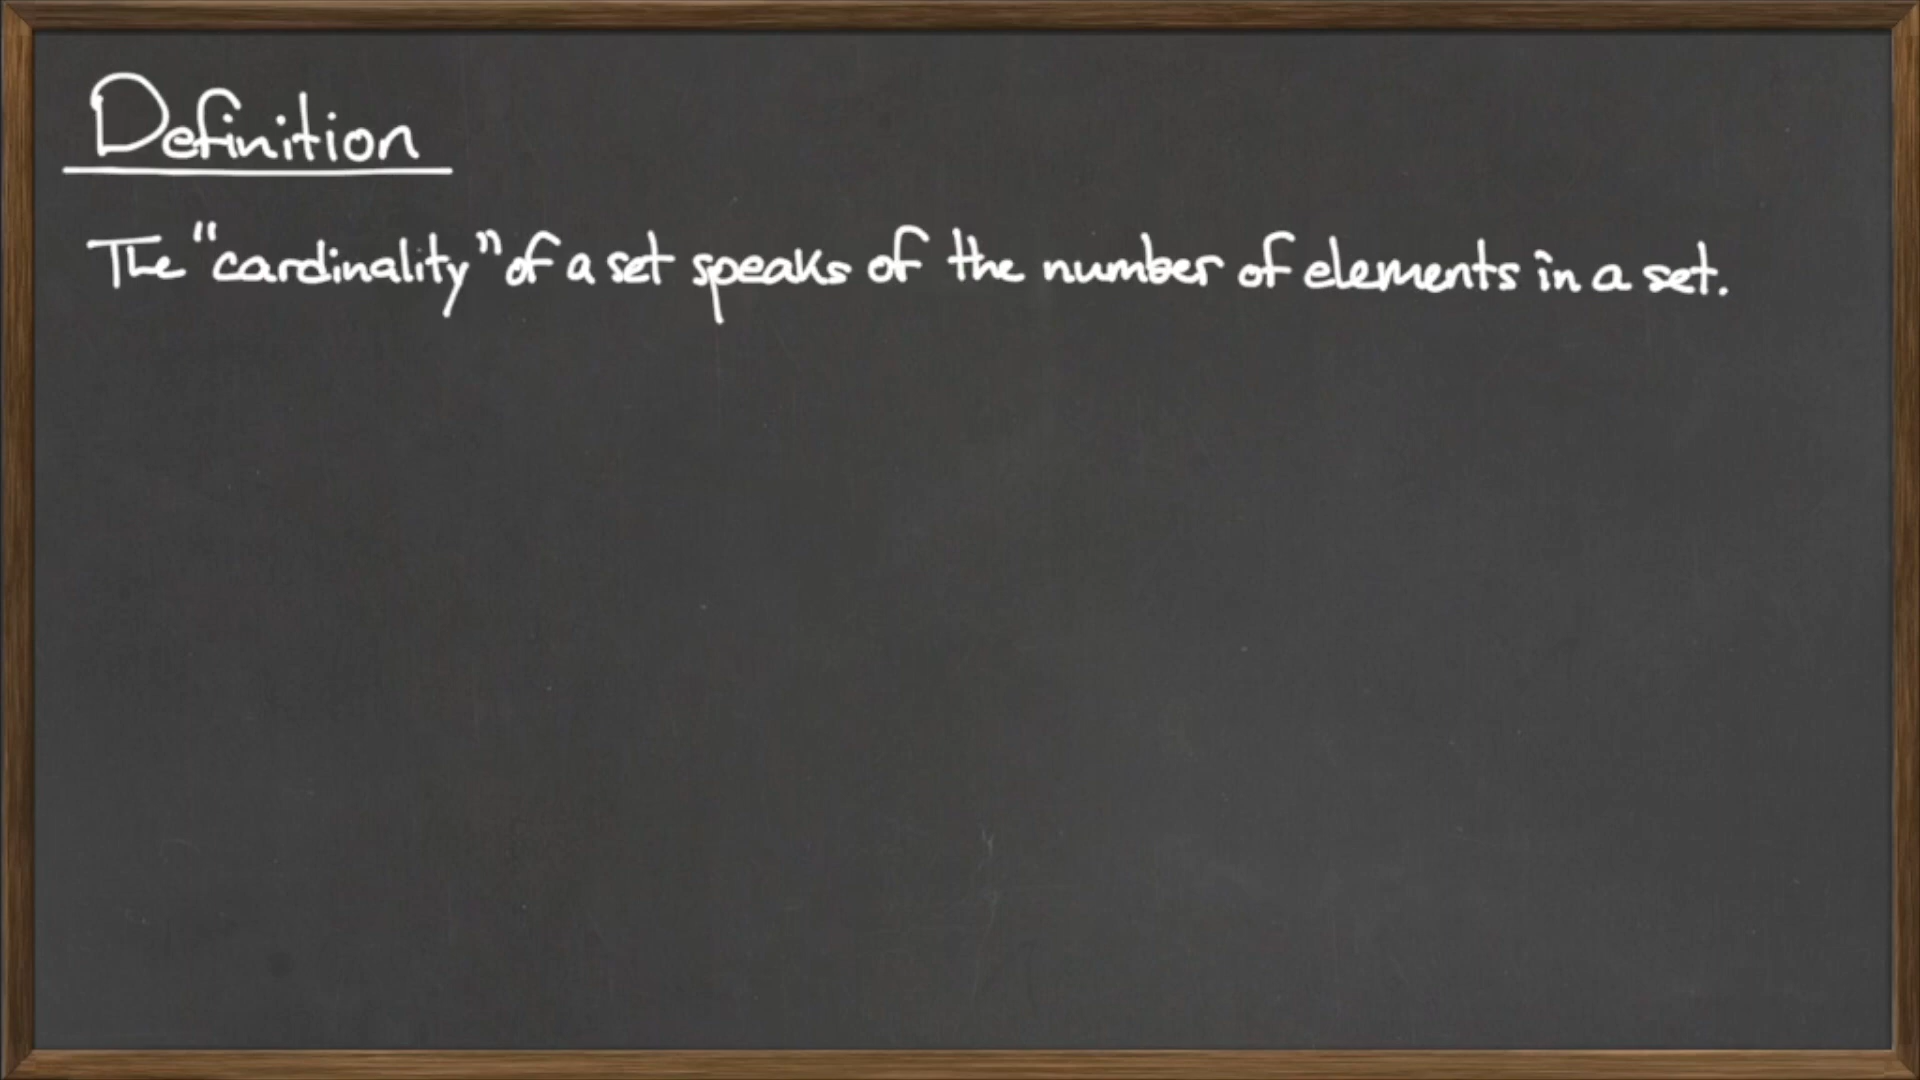 Definition
The "cardinality" of a set speaks of the number of elements in a set.